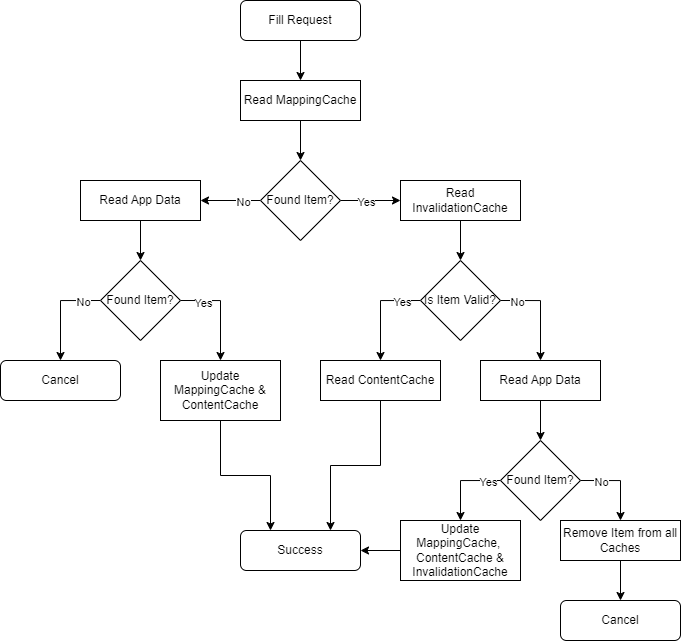 Fill Request
Read MappingCache
Read App Data
No
Found Item?
Yes
Read
InvalidationCache
No
Found Item?
Yes
Yes
Is Item Valid?
No
Cancel
Update
MappingCache &
ContentCache
Read ContentCache
Read App Data
Yes
Found Item?
No
Success
Update
MappingCache,
ContentCache &
InvalidationCache
Remove Item from all
Caches
Cancel